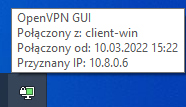 OpenVPN GUI
Połączony z: client-win
Połączony od: 10.03.2022 15:22
Przyznany IP: 10.8.0.6